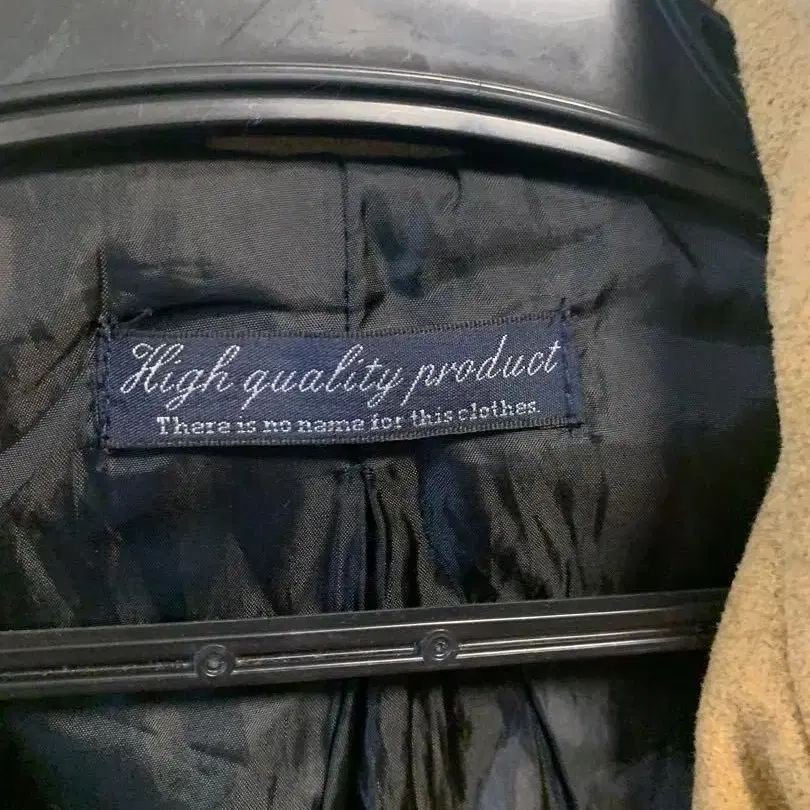 High quality product
There is no name for this clothes.